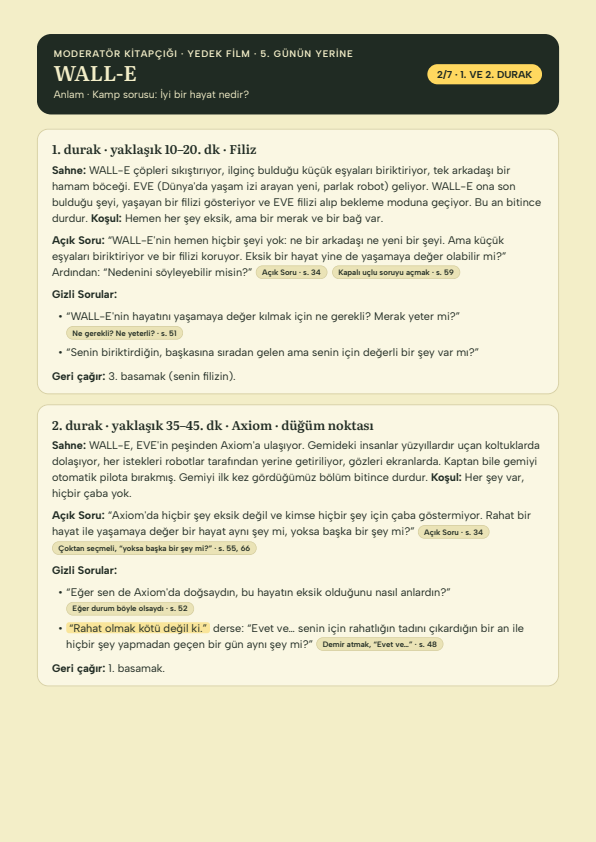 MODERATÖR KİTAPÇIĞI · YEDEK FİLM · 5. GÜNÜN YERİNE
WALL-E
Anlam · Kamp sorusu: İyi bir hayat nedir?
2/7 · 1. VE 2. DURAK
1. durak · yaklaşık 10–20. dk · Filiz
Sahne: WALL-E çöpleri sıkıştırıyor, ilginç bulduğu küçük eşyaları biriktiriyor, tek arkadaşı bir
hamam böceği. EVE (Dünya'da yaşam izi arayan yeni, parlak robot) geliyor. WALL-E ona son
bulduğu şeyi, yaşayan bir filizi gösteriyor ve EVE filizi alıp bekleme moduna geçiyor. Bu an bitince
durdur. Koşul: Hemen her şey eksik, ama bir merak ve bir bağ var.
Açık Soru: “WALL-E'nin hemen hiçbir şeyi yok: ne bir arkadaşı ne yeni bir şeyi. Ama küçük
eşyaları biriktiriyor ve bir filizi koruyor. Eksik bir hayat yine de yaşamaya değer olabilir mi?”
Ardından: “Nedenini söyleyebilir misin?” Açık Soru · s. 34 Kapalı uçlu soruyu açmak · s. 59
Gizli Sorular:
• “WALL-E'nin hayatını yaşamaya değer kılmak için ne gerekli? Merak yeter mi?”
Ne gerekli? Ne yeterli? · s. 51
• “Senin biriktirdiğin, başkasına sıradan gelen ama senin için değerli bir şey var mı?”
Geri çağır: 3. basamak (senin filizin).
2. durak · yaklaşık 35–45. dk · Axiom · düğüm noktası
Sahne: WALL-E, EVE'in peşinden Axiom'a ulaşıyor. Gemideki insanlar yüzyıllardır uçan koltuklarda
dolaşıyor, her istekleri robotlar tarafından yerine getiriliyor, gözleri ekranlarda. Kaptan bile gemiyi
otomatik pilota bırakmış. Gemiyi ilk kez gördüğümüz bölüm bitince durdur. Koşul: Her şey var,
hiçbir çaba yok.
Açık Soru: “Axiom'da hiçbir şey eksik değil ve kimse hiçbir şey için çaba göstermiyor. Rahat bir
hayat ile yaşamaya değer bir hayat aynı şey mi, yoksa başka bir şey mi?” Açık Soru · s. 34
Çoktan seçmeli, “yoksa başka bir şey mi?” · s. 55, 66
Gizli Sorular:
• “Eğer sen de Axiom'da doğsaydın, bu hayatın eksik olduğunu nasıl anlardın?”
Eğer durum böyle olsaydı · s. 52
• “Rahat olmak kötü değil ki.” derse: “Evet ve… senin için rahatlığın tadını çıkardığın bir an ile
hiçbir şey yapmadan geçen bir gün aynı şey mi?” Demir atmak, “Evet ve…” · s. 48
Geri çağır: 1. basamak.